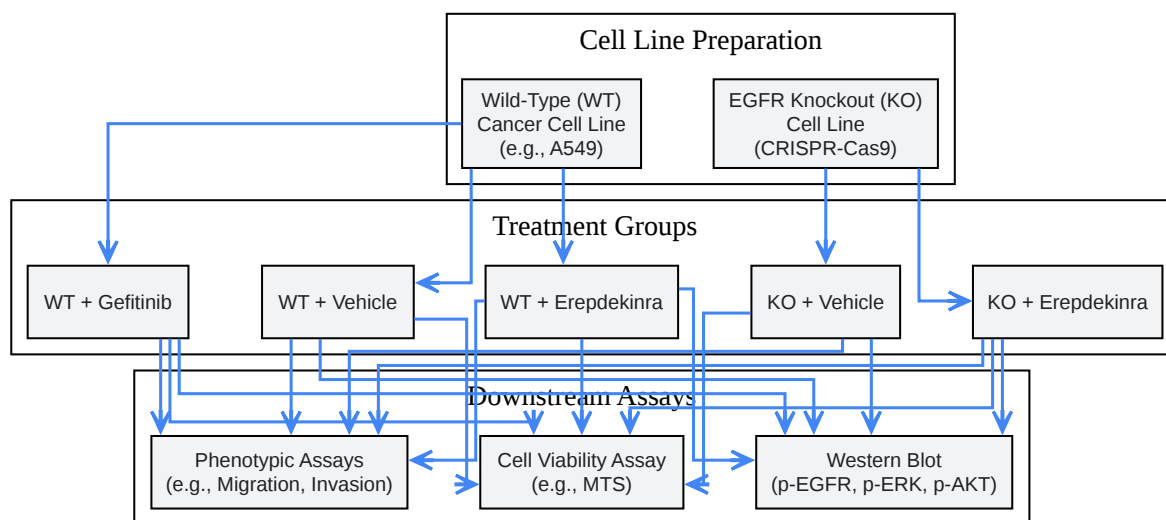 Cell Line Preparation
Wild-Type (WT)
Cancer Cell Line
(e.g., A549)
EGFR Knockout (KO)
Cell Line
(CRISPR-Cas9)
Treatment Groups
WT + Gefitinib
WT + Vehicle
WT + Erepdekinra
KO + Vehicle
KO + Erepdekinra
Downstream Assays
Phenotypic Assays
(e.g., Migration, Invasion)
Cell Viability Assay
(e.g., MTS)
Western Blot
(p-EGFR, p-ERK, p-AKT)